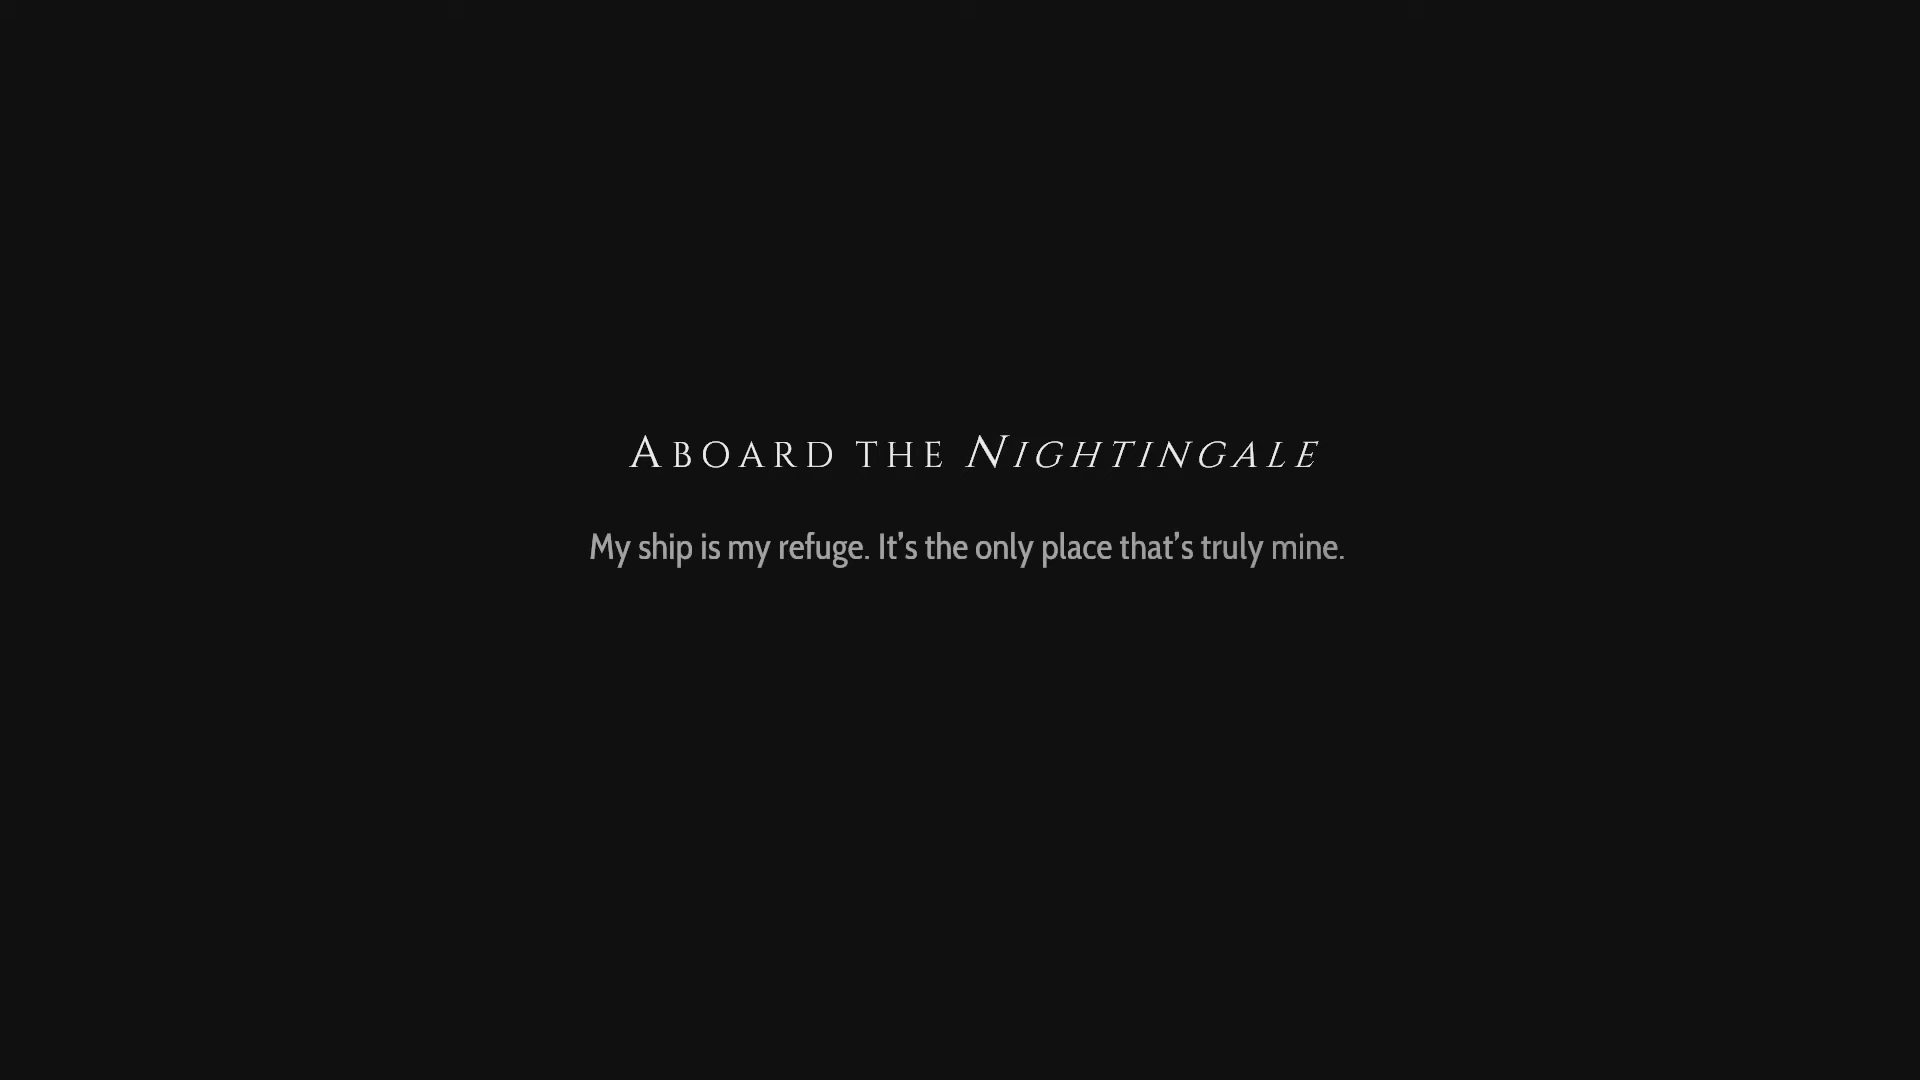 Aboard the Nightingale
My ship is my refuge. It’s the only place that’s truly mine.